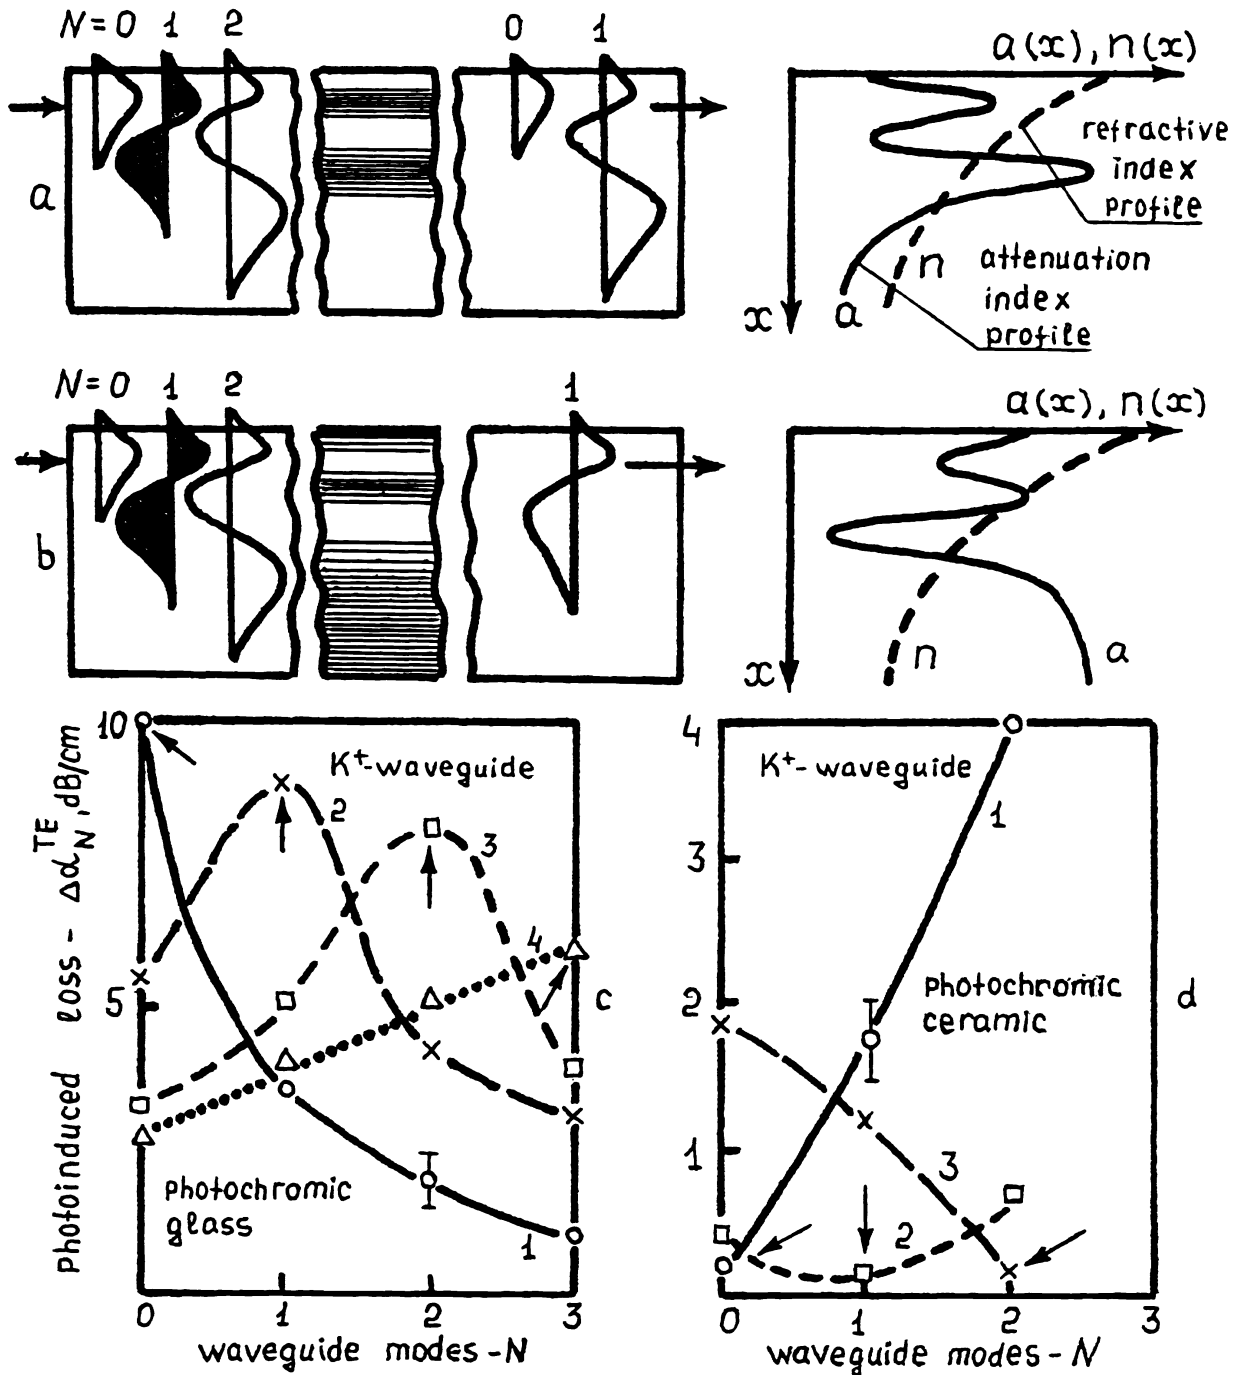 N=0 1 2
0 1
a(x), n(x)
a
refractive
index
profile
n
attenuation
index
profile
a
x
N=0 1 2
1
a(x), n(x)
b
n
a
x
Photoinduced loss - Δα_N^TE, dB/cm
10
5
K⁺-waveguide
2
3
4
c
photochromic
glass
1
0 1 2 3
waveguide modes - N
4
3
2
1
K⁺-waveguide
1
photochromic
ceramic
d
3
2
0 1 2 3
waveguide modes - N